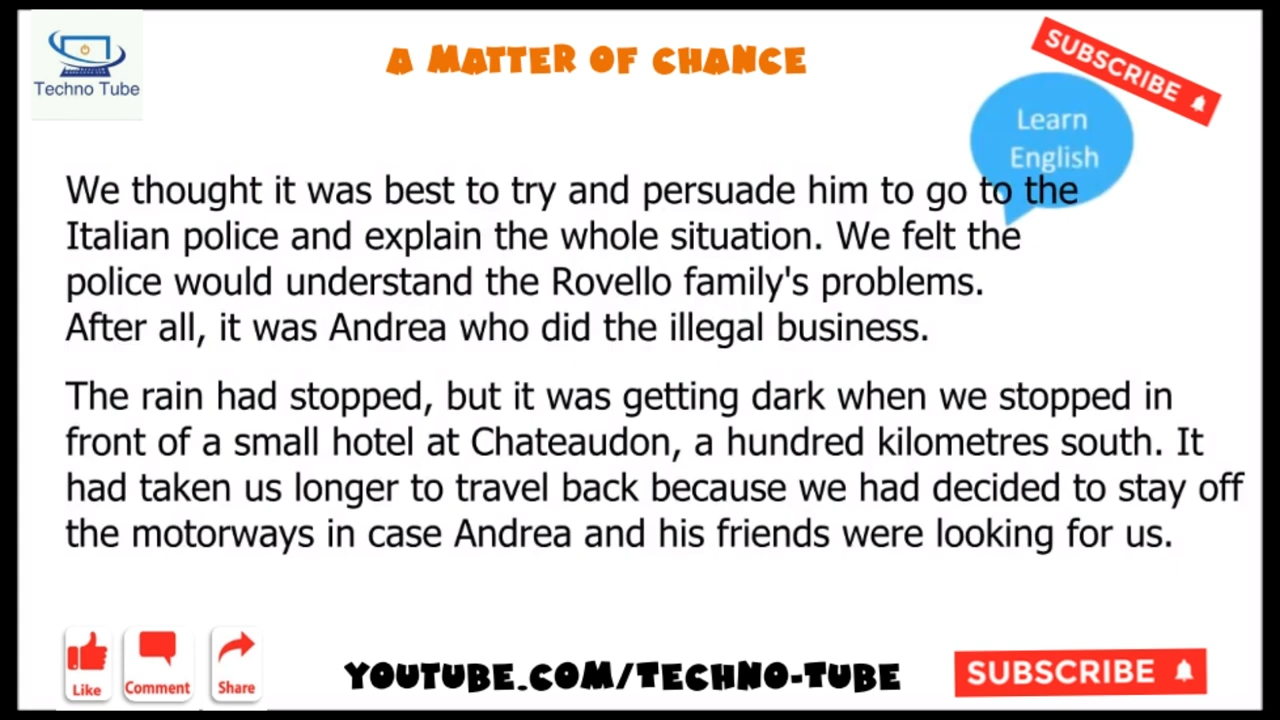 A MATTER OF CHANCE
SUBSCRIBE
Techno Tube
Learn
English
We thought it was best to try and persuade him to go to the
Italian police and explain the whole situation. We felt the
police would understand the Rovello family's problems.
After all, it was Andrea who did the illegal business.
The rain had stopped, but it was getting dark when we stopped in
front of a small hotel at Chateaudon, a hundred kilometres south. It
had taken us longer to travel back because we had decided to stay off
the motorways in case Andrea and his friends were looking for us.
Like
Comment
Share
YOUTUBE.COM/TECHNO-TUBE
SUBSCRIBE